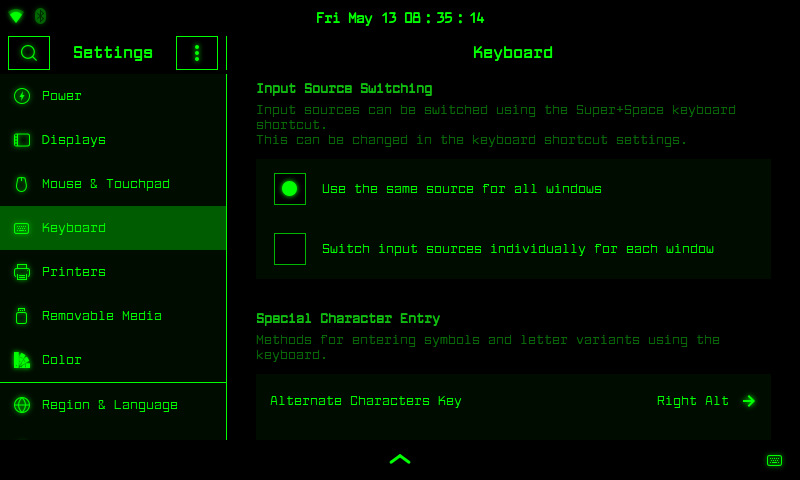 Fri May 13 08:35:14
Settings
Keyboard
Power
Displays
Mouse & Touchpad
Keyboard
Printers
Removable Media
Color
Region & Language
Input Source Switching
Input sources can be switched using the Super+Space keyboard
shortcut.
This can be changed in the keyboard shortcut settings.
Use the same source for all windows
Switch input sources individually for each window
Special Character Entry
Methods for entering symbols and letter variants using the
keyboard.
Alternate Characters Key
Right Alt